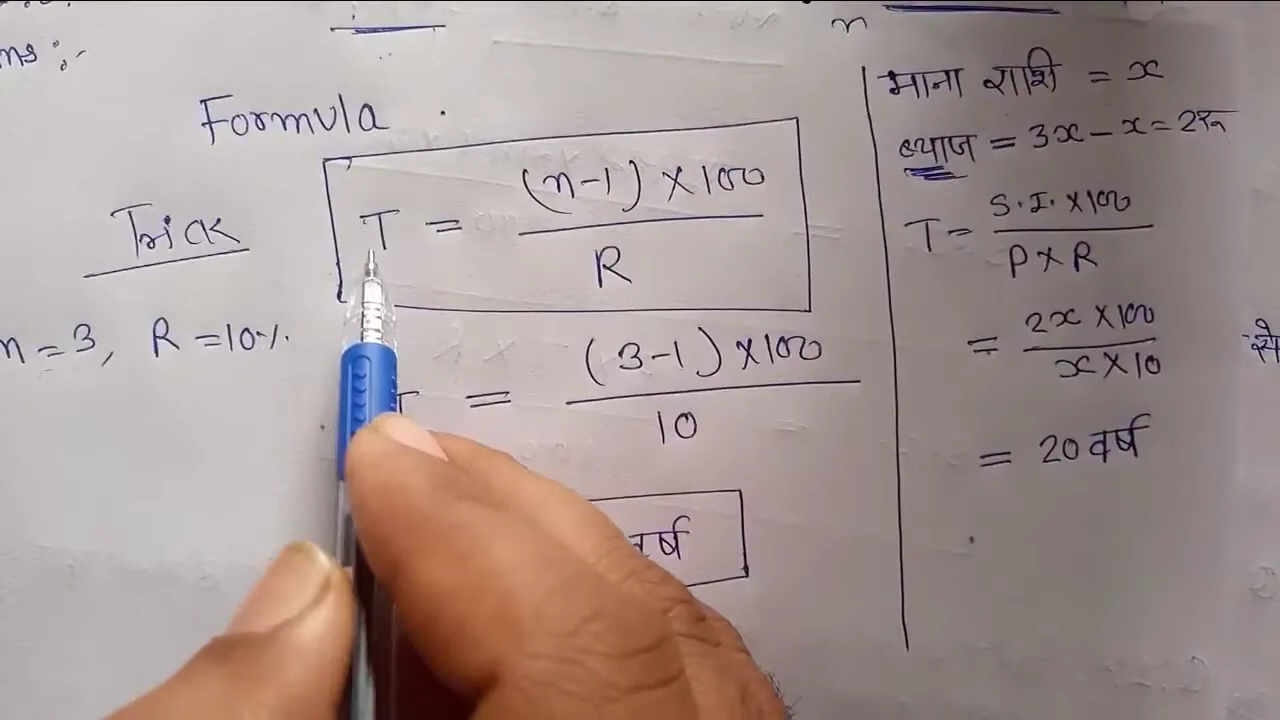 ns :-
n
Formula
Trick
T = (n-1) × 100 / R
n = 3, R = 10%.
T = (3-1) × 100 / 10
वर्ष
माना राशि = x
ब्याज = 3x - x = 2x
T = S.I. × 100 / P × R
= 2x × 100 / x × 10
= 20 वर्ष
से